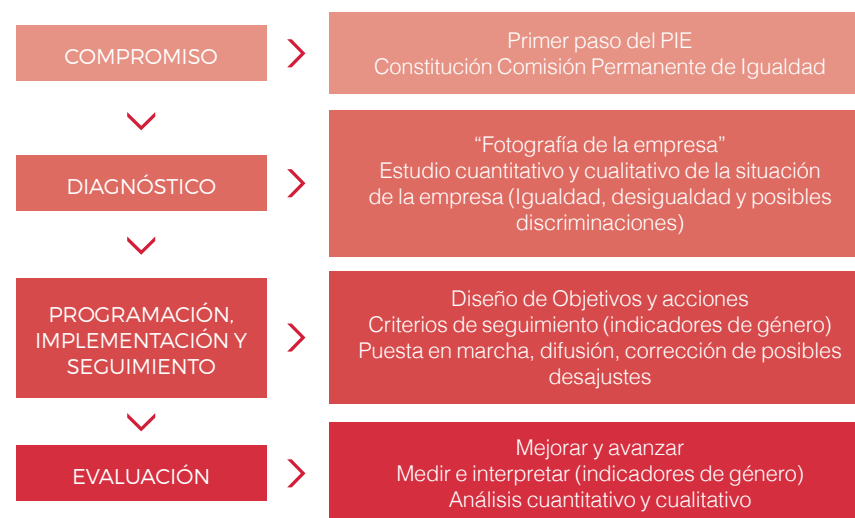 COMPROMISO
Primer paso del PIE
Constitución Comisión Permanente de Igualdad
DIAGNÓSTICO
“Fotografía de la empresa”
Estudio cuantitativo y cualitativo de la situación
de la empresa (Igualdad, desigualdad y posibles
discriminaciones)
PROGRAMACIÓN,
IMPLEMENTACIÓN Y
SEGUIMIENTO
Diseño de Objetivos y acciones
Criterios de seguimiento (indicadores de género)
Puesta en marcha, difusión, corrección de posibles
desajustes
EVALUACIÓN
Mejorar y avanzar
Medir e interpretar (indicadores de género)
Análisis cuantitativo y cualitativo